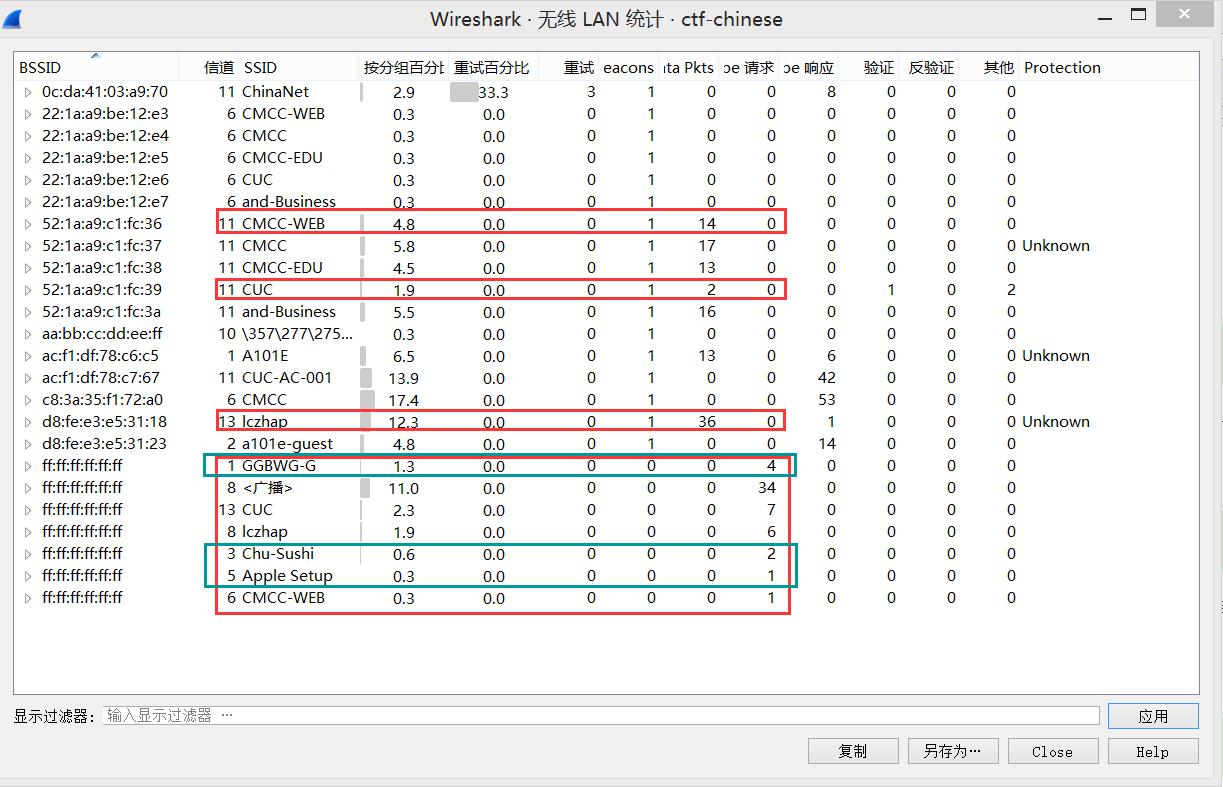 Wireshark · 无线 LAN 统计 · ctf-chinese
BSSID 信道 SSID 按分组百分比 重试百分比 重试 eacons ıta Pkts ɔe 请求 ɔe 响应 验证 反验证 其他 Protection
0c:da:41:03:a9:70 11 ChinaNet 2.9 33.3 3 1 0 0 8 0 0 0
22:1a:a9:be:12:e3 6 CMCC-WEB 0.3 0.0 0 1 0 0 0 0 0 0
22:1a:a9:be:12:e4 6 CMCC 0.3 0.0 0 1 0 0 0 0 0 0
22:1a:a9:be:12:e5 6 CMCC-EDU 0.3 0.0 0 1 0 0 0 0 0 0
22:1a:a9:be:12:e6 6 CUC 0.3 0.0 0 1 0 0 0 0 0 0
22:1a:a9:be:12:e7 6 and-Business 0.3 0.0 0 1 0 0 0 0 0 0
52:1a:a9:c1:fc:36 11 CMCC-WEB 4.8 0.0 0 1 14 0 0 0 0 0
52:1a:a9:c1:fc:37 11 CMCC 5.8 0.0 0 1 17 0 0 0 0 0 Unknown
52:1a:a9:c1:fc:38 11 CMCC-EDU 4.5 0.0 0 1 13 0 0 0 0 0
52:1a:a9:c1:fc:39 11 CUC 1.9 0.0 0 1 2 0 0 1 0 2
52:1a:a9:c1:fc:3a 11 and-Business 5.5 0.0 0 1 16 0 0 0 0 0
aa:bb:cc:dd:ee:ff 10 \357\277\275... 0.3 0.0 0 1 0 0 0 0 0 0
ac:f1:df:78:c6:c5 1 A101E 6.5 0.0 0 1 13 0 6 0 0 0 Unknown
ac:f1:df:78:c7:67 11 CUC-AC-001 13.9 0.0 0 1 0 0 42 0 0 0
c8:3a:35:f1:72:a0 6 CMCC 17.4 0.0 0 1 0 0 53 0 0 0
d8:fe:e3:e5:31:18 13 lczhap 12.3 0.0 0 1 36 0 1 0 0 0 Unknown
d8:fe:e3:e5:31:23 2 a101e-guest 4.8 0.0 0 1 0 0 14 0 0 0
ff:ff:ff:ff:ff:ff 1 GGBWG-G 1.3 0.0 0 0 0 4 0 0 0 0
ff:ff:ff:ff:ff:ff 8 <广播> 11.0 0.0 0 0 0 34 0 0 0 0
ff:ff:ff:ff:ff:ff 13 CUC 2.3 0.0 0 0 0 7 0 0 0 0
ff:ff:ff:ff:ff:ff 8 lczhap 1.9 0.0 0 0 0 6 0 0 0 0
ff:ff:ff:ff:ff:ff 3 Chu-Sushi 0.6 0.0 0 0 0 2 0 0 0 0
ff:ff:ff:ff:ff:ff 5 Apple Setup 0.3 0.0 0 0 0 1 0 0 0 0
ff:ff:ff:ff:ff:ff 6 CMCC-WEB 0.3 0.0 0 0 0 1 0 0 0 0
显示过滤器: 输入显示过滤器 … 应用
复制 另存为… Close Help